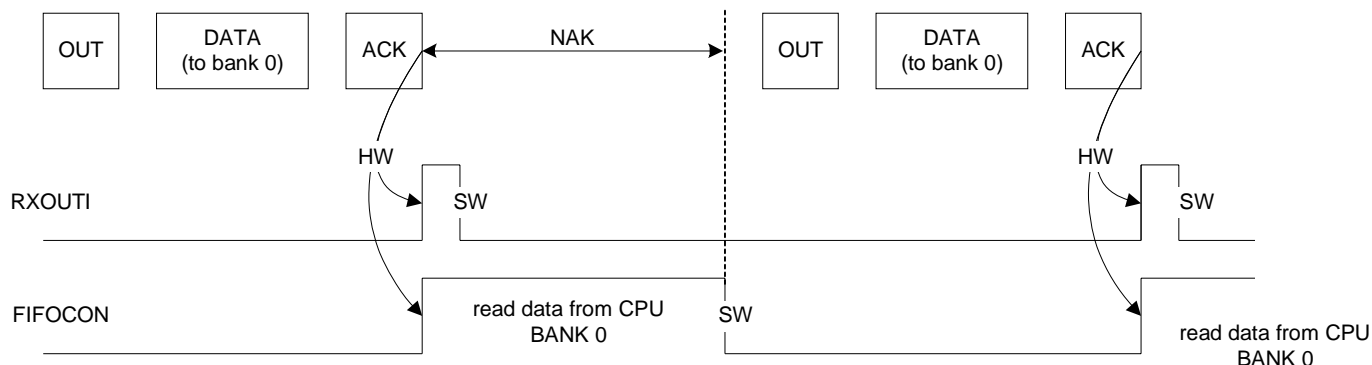 OUT
DATA
(to bank 0)
ACK
NAK
OUT
DATA
(to bank 0)
ACK
HW
HW
RXOUTI
SW
SW
FIFOCON
read data from CPU
BANK 0
SW
read data from CPU
BANK 0